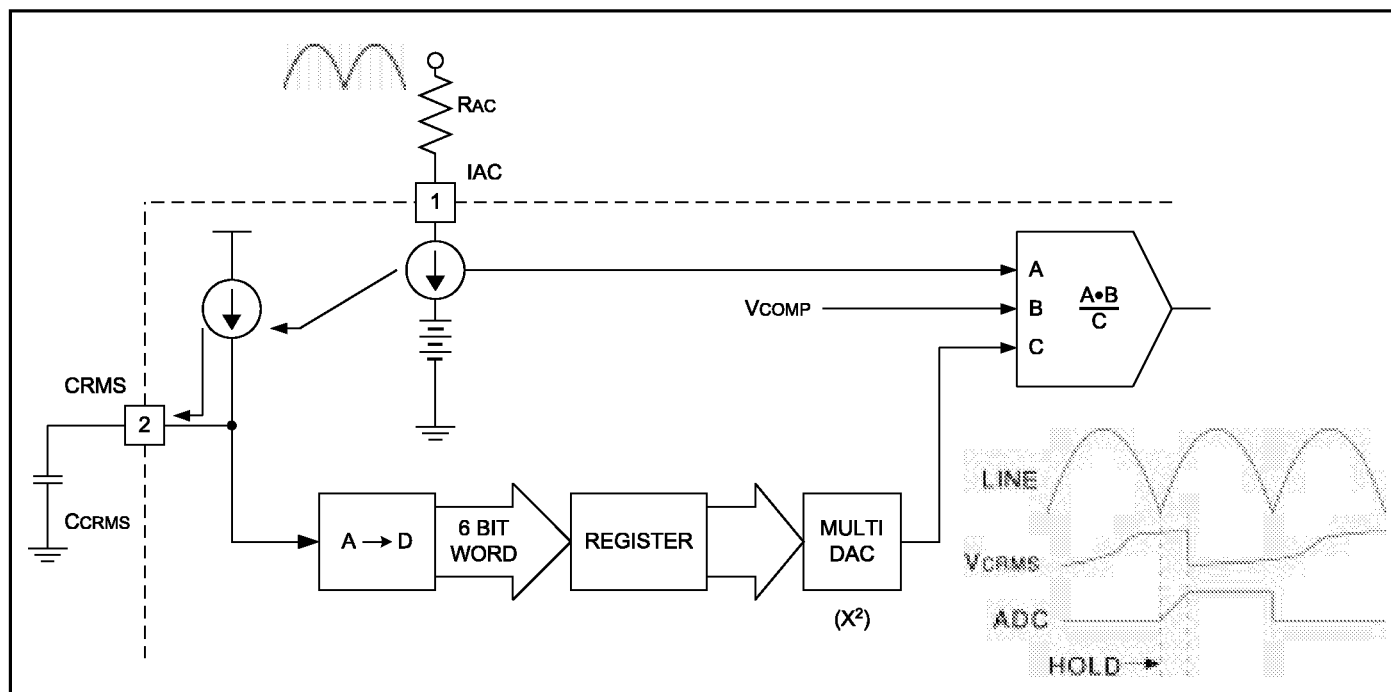 RAC
IAC
1
A
A•B
VCOMP
B
C
C
CRMS
2
CCRMS
A → D
6 BIT
WORD
REGISTER
MULTI
DAC
(X²)
LINE
VCRMS
ADC
HOLD